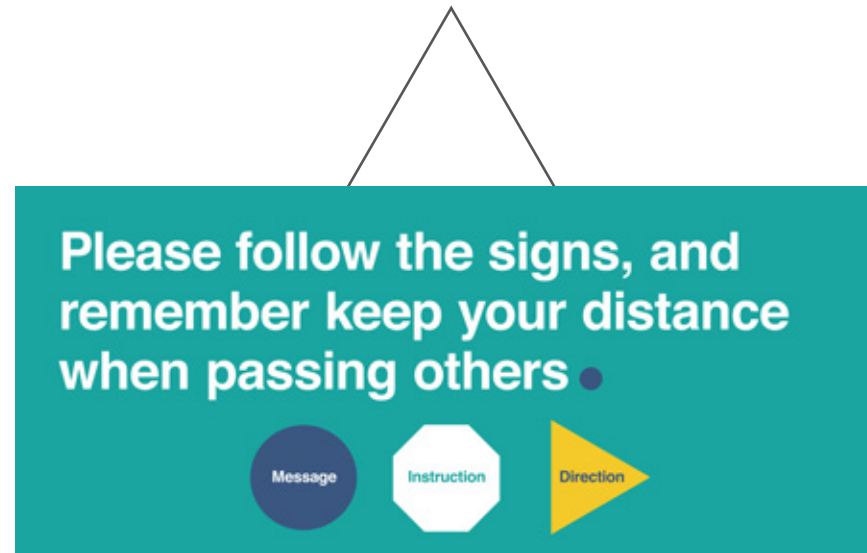 Please follow the signs, and
remember keep your distance
when passing others
Message Instruction Direction